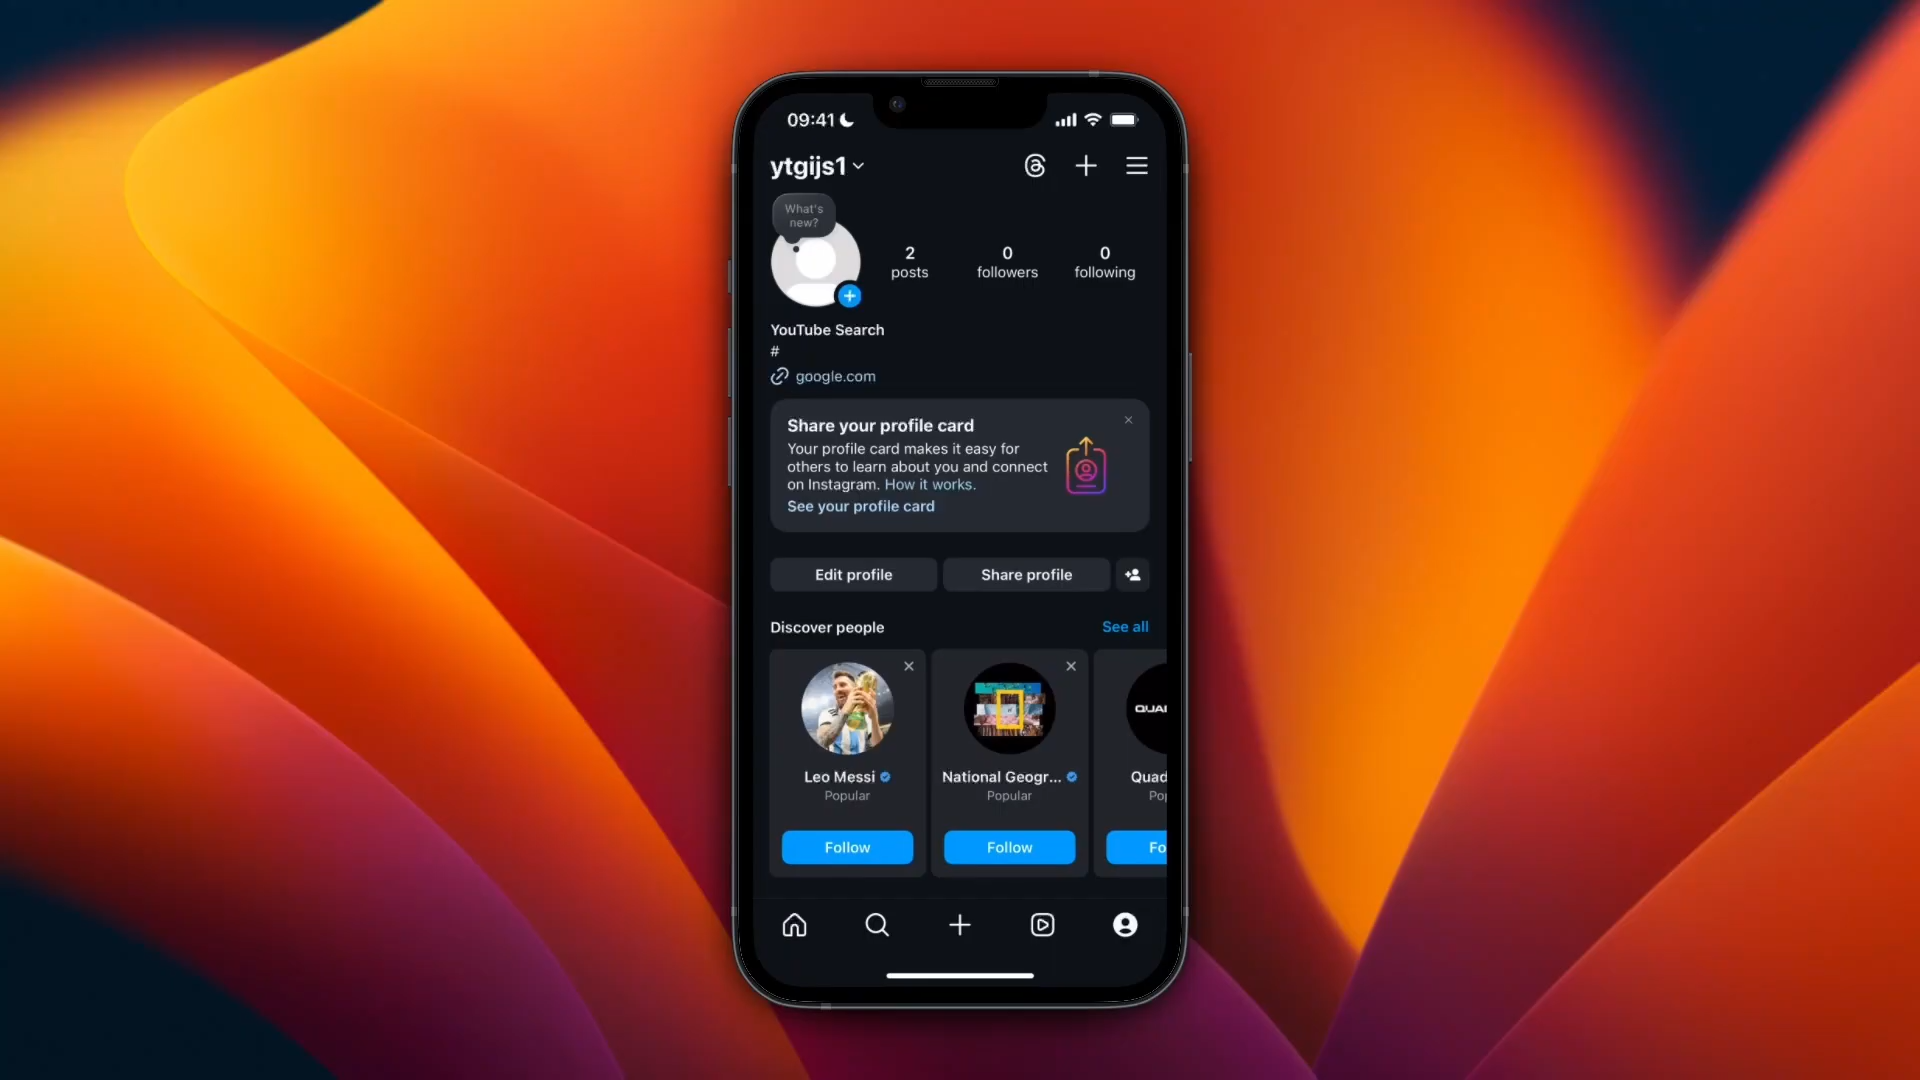 09:41
ytgijs1
What's
new?
2
posts
0
followers
0
following
YouTube Search
#
google.com
Share your profile card
Your profile card makes it easy for
others to learn about you and connect
on Instagram. How it works.
See your profile card
Edit profile
Share profile
Discover people
See all
Leo Messi
Popular
Follow
National Geogr...
Popular
Follow
QUA
Quad
Po
Fo